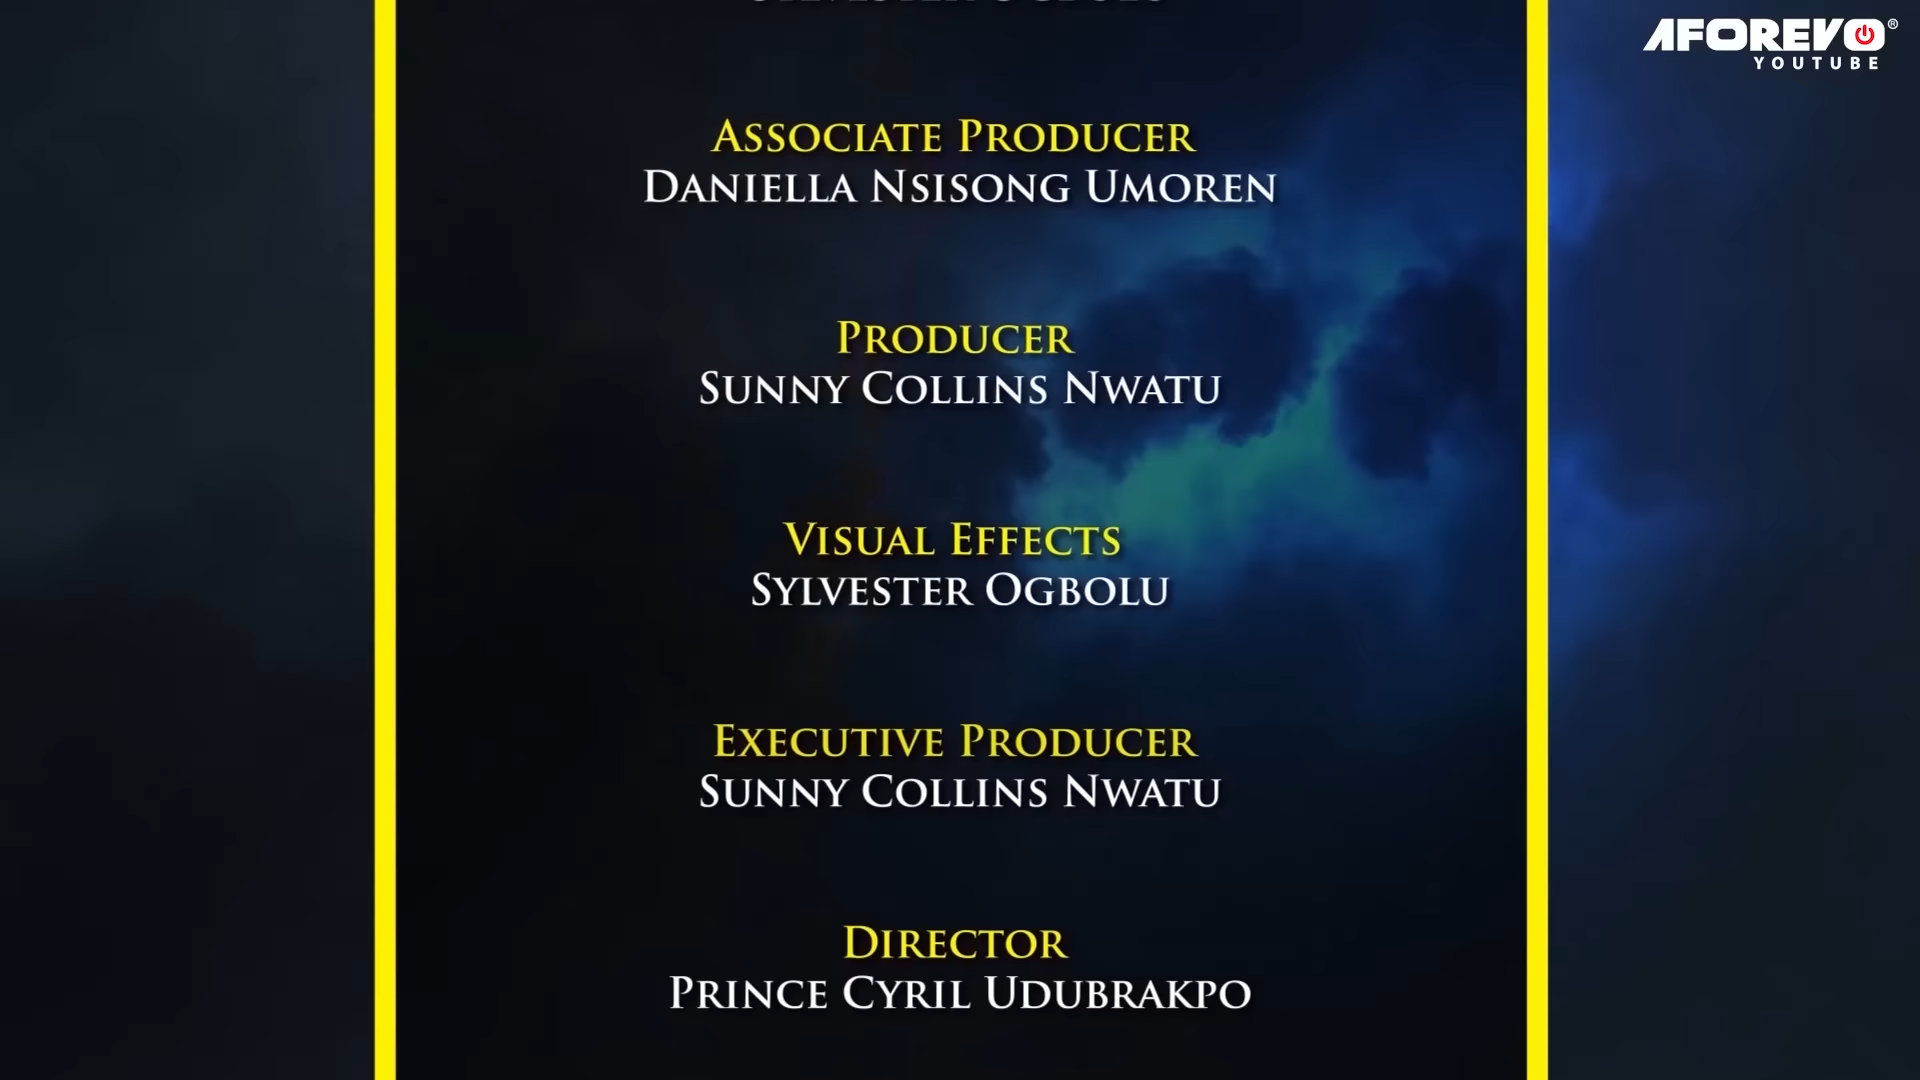 AFOREVO®
YOUTUBE
ASSOCIATE PRODUCER
DANIELLA NSISONG UMOREN
PRODUCER
SUNNY COLLINS NWATU
VISUAL EFFECTS
SYLVESTER OGBOLU
EXECUTIVE PRODUCER
SUNNY COLLINS NWATU
DIRECTOR
PRINCE CYRIL UDUBRAKPO